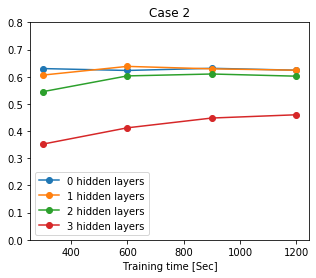 Case 2
0.8
0.7
0.6
0.5
0.4
0.3
0.2
0.1
0.0
0 hidden layers
1 hidden layers
2 hidden layers
3 hidden layers
400 600 800 1000 1200
Training time [Sec]